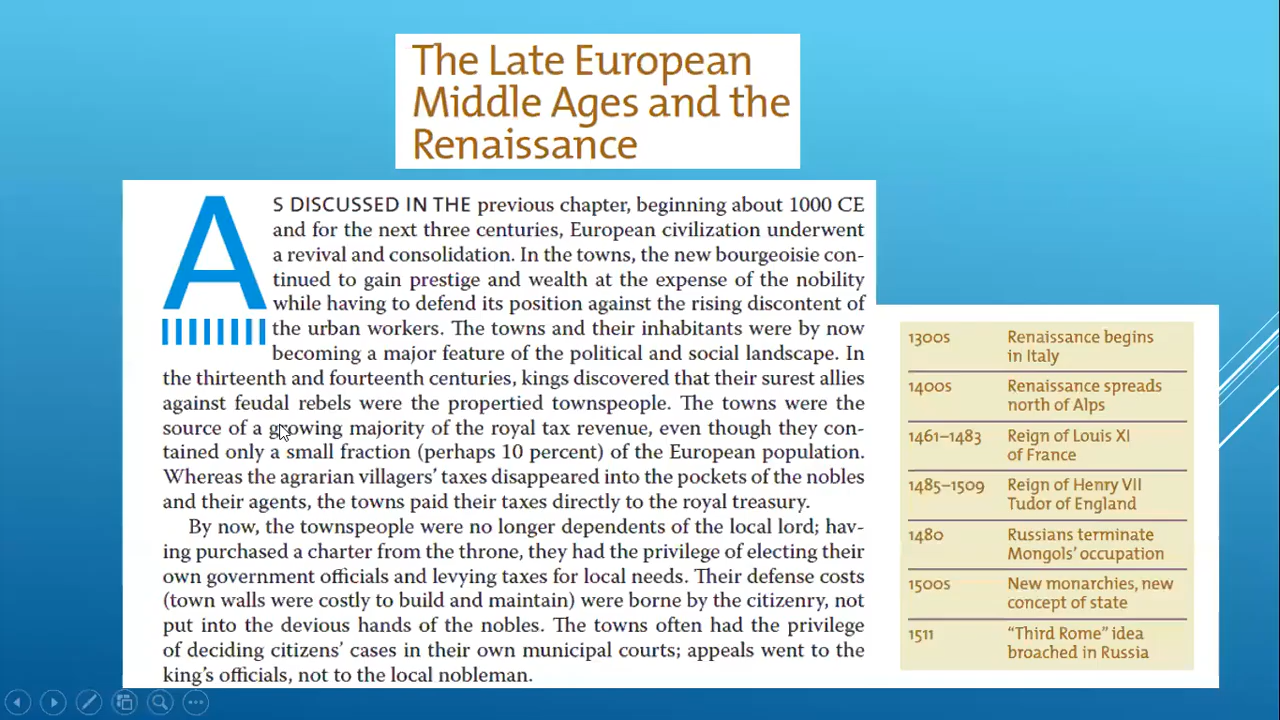 The Late European
Middle Ages and the
Renaissance
AS DISCUSSED IN THE previous chapter, beginning about 1000 CE
and for the next three centuries, European civilization underwent
a revival and consolidation. In the towns, the new bourgeoisie con-
tinued to gain prestige and wealth at the expense of the nobility
while having to defend its position against the rising discontent of
the urban workers. The towns and their inhabitants were by now
becoming a major feature of the political and social landscape. In
the thirteenth and fourteenth centuries, kings discovered that their surest allies
against feudal rebels were the propertied townspeople. The towns were the
source of a growing majority of the royal tax revenue, even though they con-
tained only a small fraction (perhaps 10 percent) of the European population.
Whereas the agrarian villagers' taxes disappeared into the pockets of the nobles
and their agents, the towns paid their taxes directly to the royal treasury.
By now, the townspeople were no longer dependents of the local lord; hav-
ing purchased a charter from the throne, they had the privilege of electing their
own government officials and levying taxes for local needs. Their defense costs
(town walls were costly to build and maintain) were borne by the citizenry, not
put into the devious hands of the nobles. The towns often had the privilege
of deciding citizens' cases in their own municipal courts; appeals went to the
king's officials, not to the local nobleman.
1300s Renaissance begins
in Italy
1400s Renaissance spreads
north of Alps
1461–1483 Reign of Louis XI
of France
1485–1509 Reign of Henry VII
Tudor of England
1480 Russians terminate
Mongols' occupation
1500s New monarchies, new
concept of state
1511 "Third Rome" idea
broached in Russia